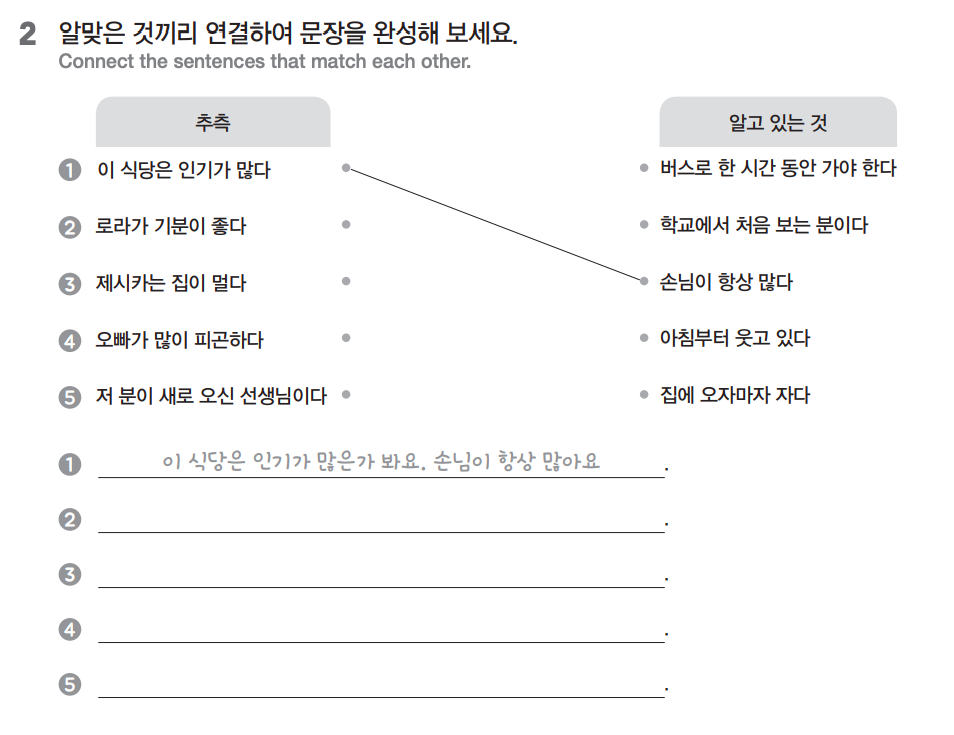 2 알맞은 것끼리 연결하여 문장을 완성해 보세요.
Connect the sentences that match each other.
추측 알고 있는 것
1 이 식당은 인기가 많다 버스로 한 시간 동안 가야 한다
2 로라가 기분이 좋다 학교에서 처음 보는 분이다
3 제시카는 집이 멀다 손님이 항상 많다
4 오빠가 많이 피곤하다 아침부터 웃고 있다
5 저 분이 새로 오신 선생님이다 집에 오자마자 자다
1 이 식당은 인기가 많은가 봐요. 손님이 항상 많아요.
2 .
3 .
4 .
5 .